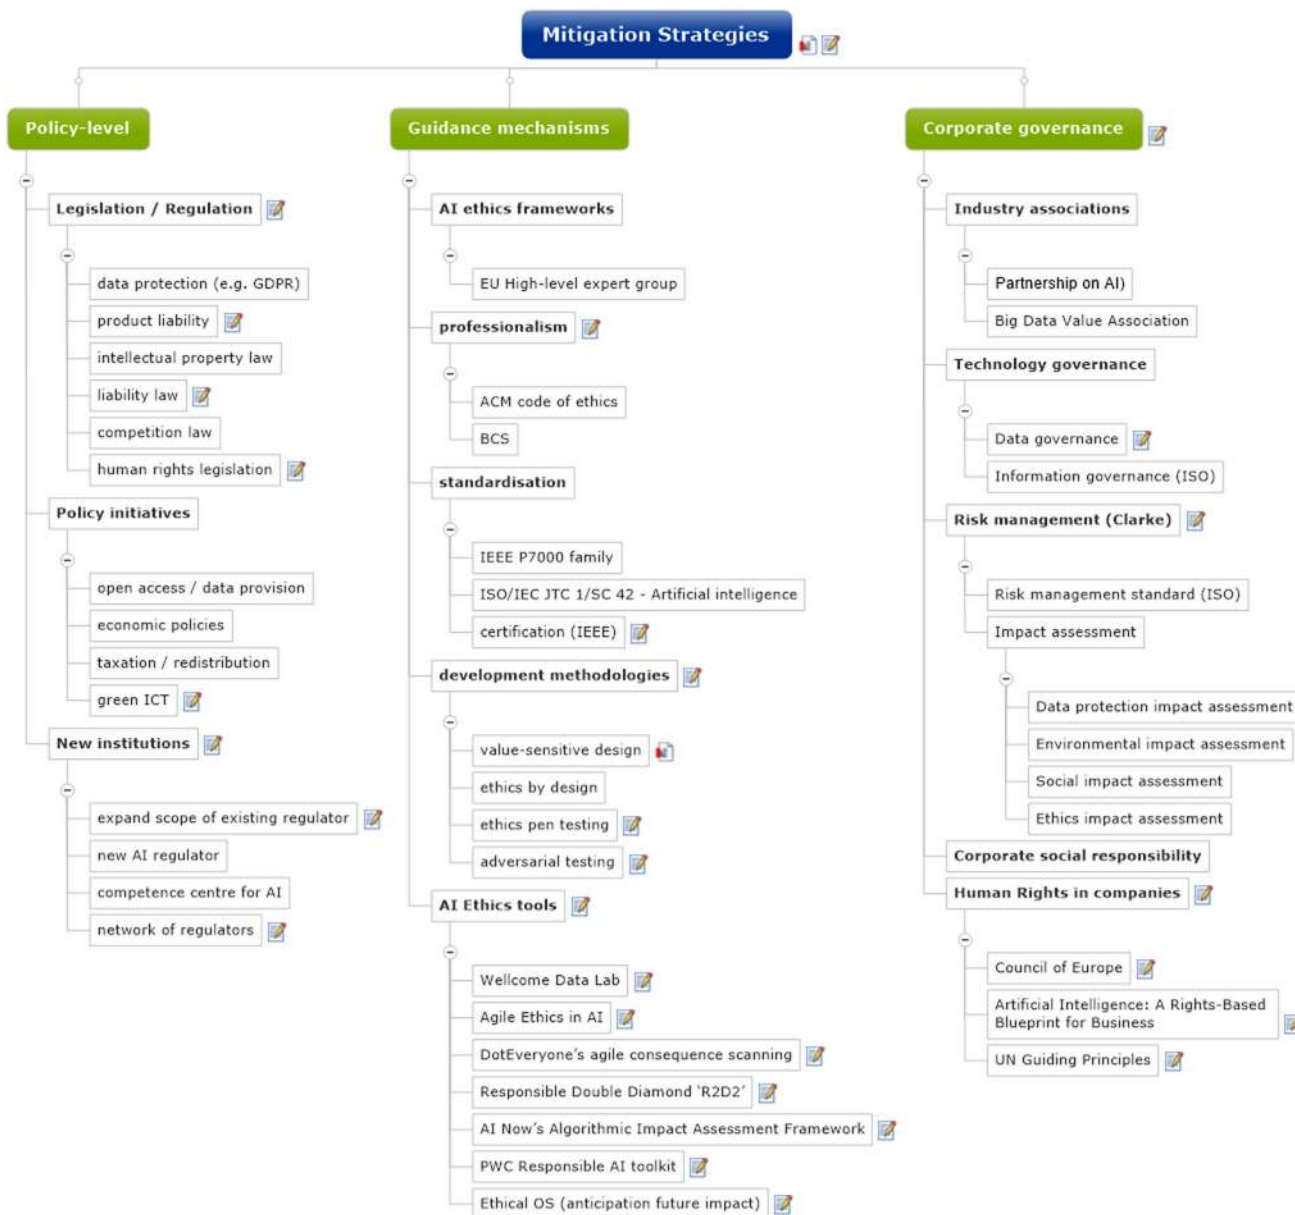 Mitigation Strategies
Policy-level
Legislation / Regulation
data protection (e.g. GDPR)
product liability
intellectual property law
liability law
competition law
human rights legislation
Policy initiatives
open access / data provision
economic policies
taxation / redistribution
green ICT
New institutions
expand scope of existing regulator
new AI regulator
competence centre for AI
network of regulators
Guidance mechanisms
AI ethics frameworks
EU High-level expert group
professionalism
ACM code of ethics
BCS
standardisation
IEEE P7000 family
ISO/IEC JTC 1/SC 42 - Artificial intelligence
certification (IEEE)
development methodologies
value-sensitive design
ethics by design
ethics pen testing
adversarial testing
AI Ethics tools
Wellcome Data Lab
Agile Ethics in AI
DotEveryone’s agile consequence scanning
Responsible Double Diamond ‘R2D2’
AI Now’s Algorithmic Impact Assessment Framework
PWC Responsible AI toolkit
Ethical OS (anticipation future impact)
Corporate governance
Industry associations
Partnership on AI)
Big Data Value Association
Technology governance
Data governance
Information governance (ISO)
Risk management (Clarke)
Risk management standard (ISO)
Impact assessment
Data protection impact assessment
Environmental impact assessment
Social impact assessment
Ethics impact assessment
Corporate social responsibility
Human Rights in companies
Council of Europe
Artificial Intelligence: A Rights-Based
Blueprint for Business
UN Guiding Principles